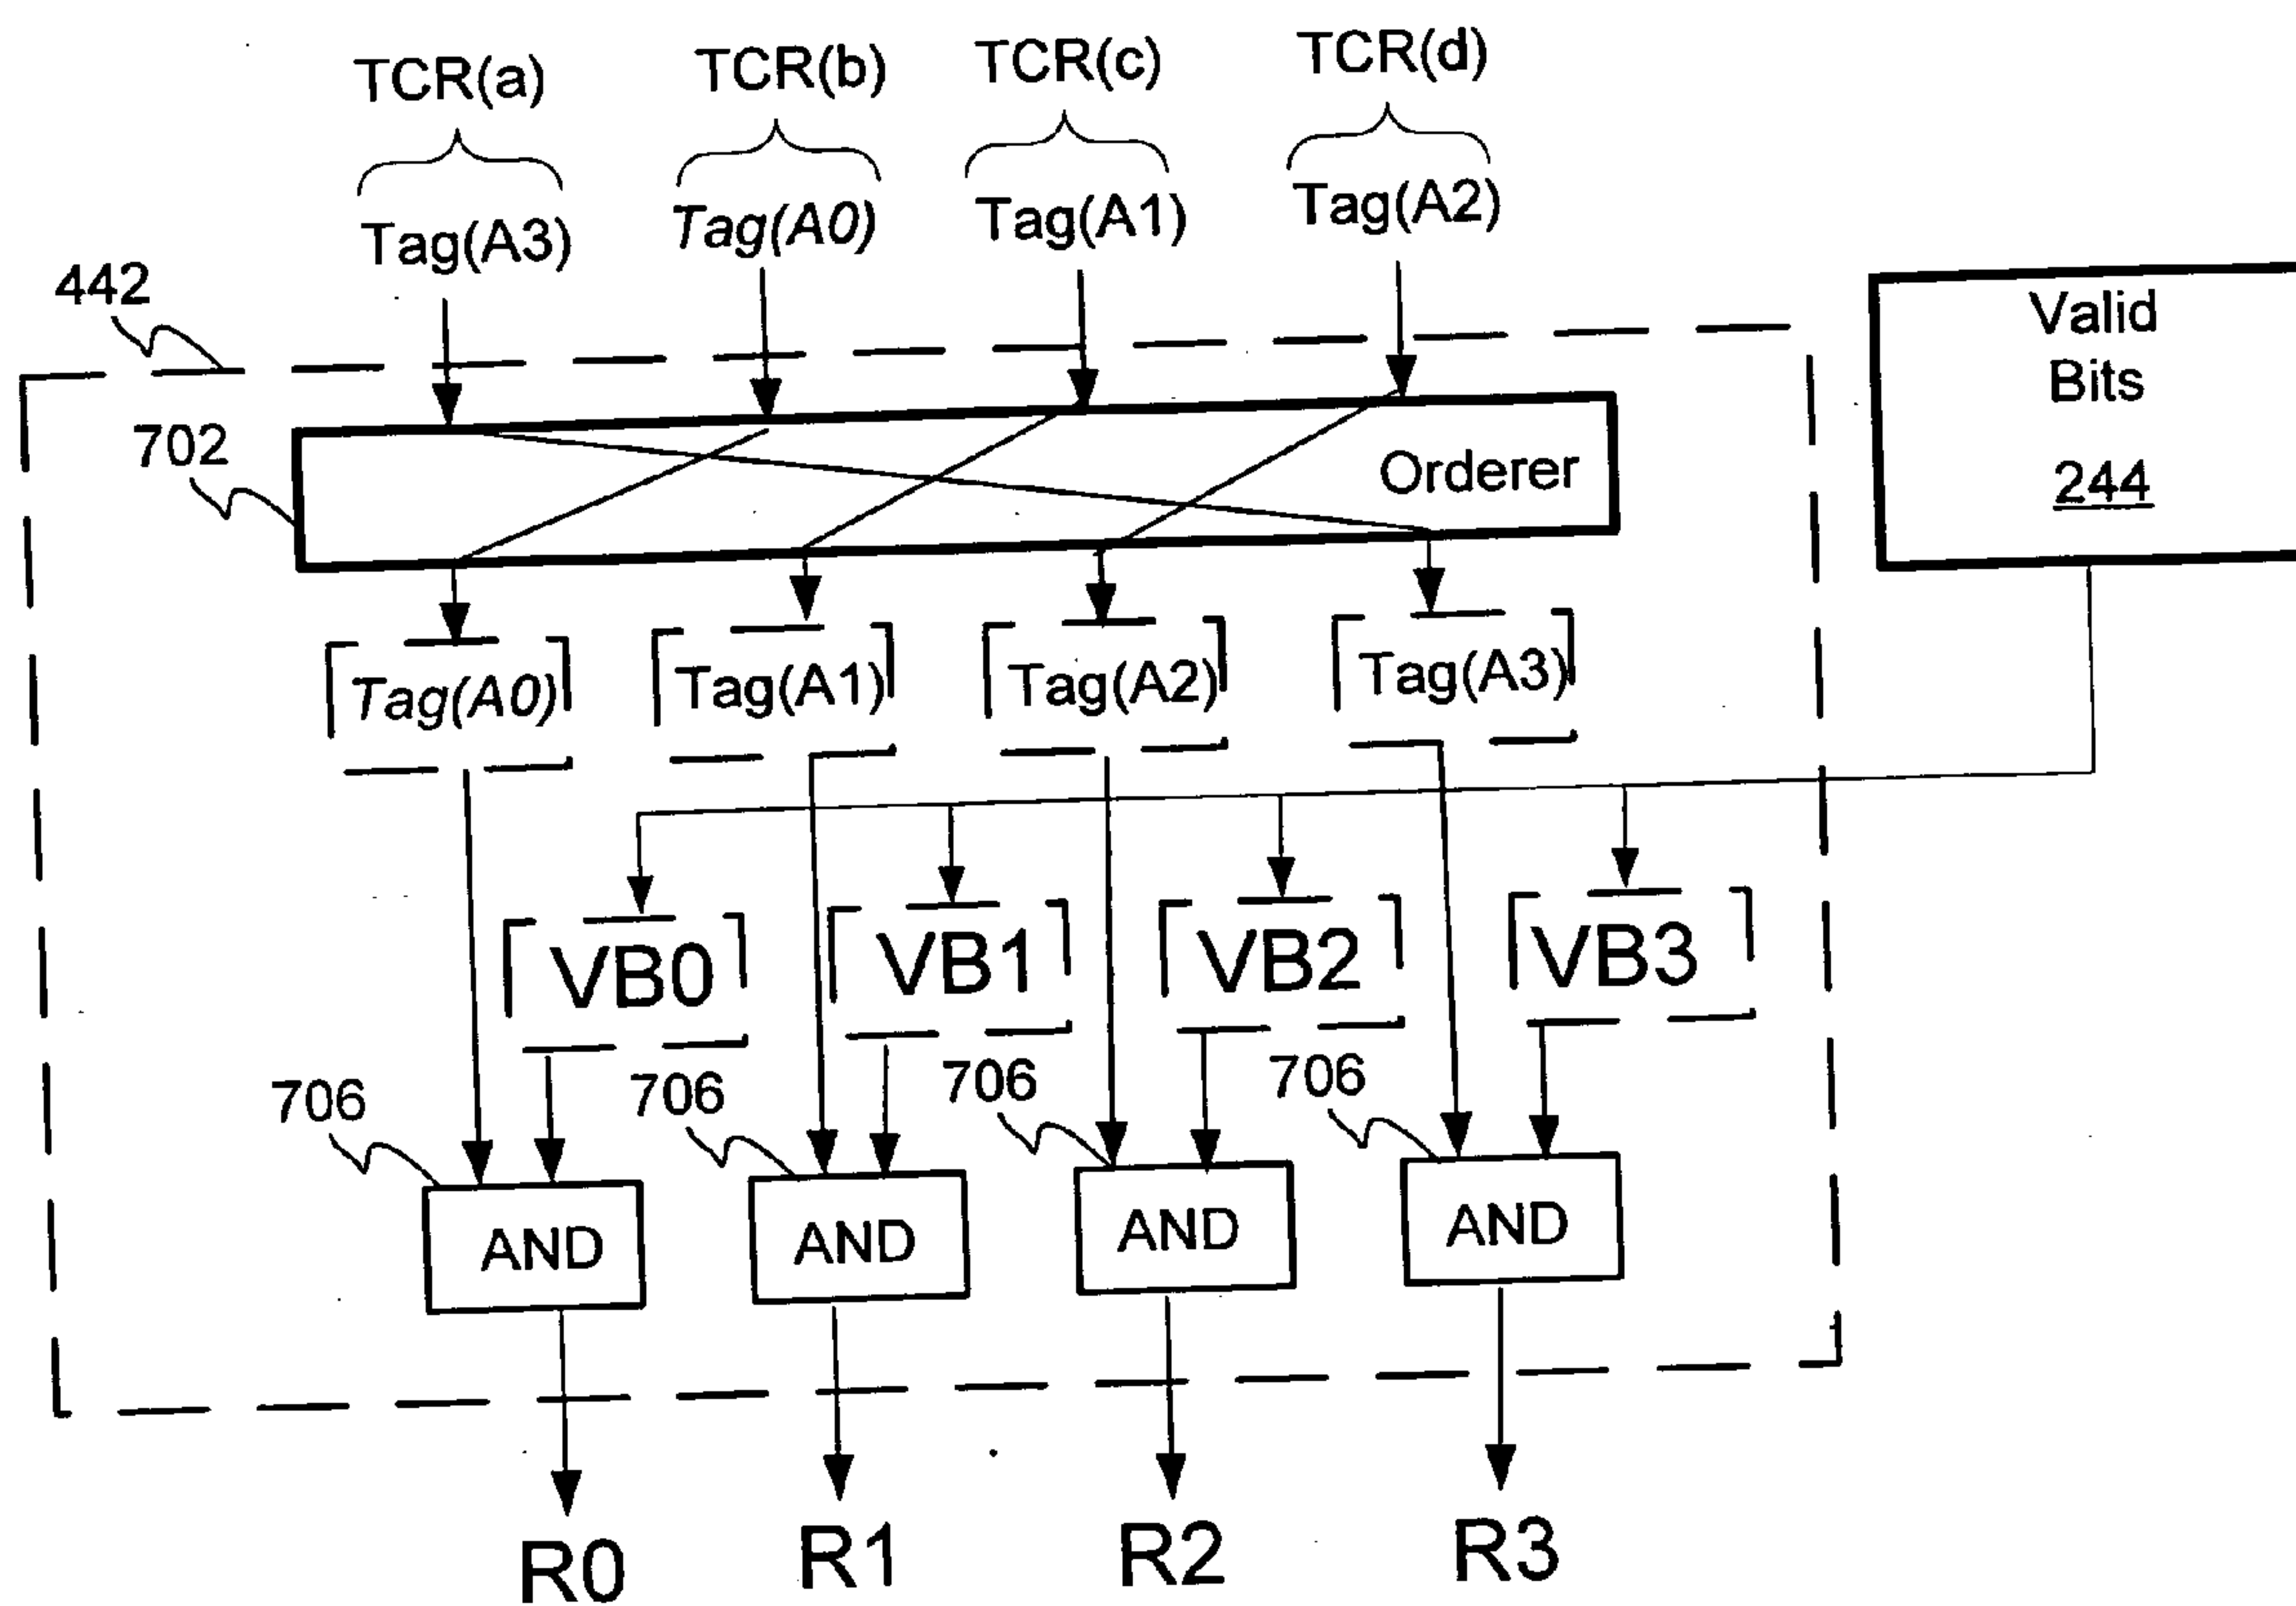 TCR(a) TCR(b) TCR(c) TCR(d)
Tag(A3) Tag(A0) Tag(A1) Tag(A2)
442
Valid
Bits
244
702
Orderer
Tag(A0) Tag(A1) Tag(A2) Tag(A3)
VB0 VB1 VB2 VB3
706 706 706 706
AND AND AND AND
R0 R1 R2 R3